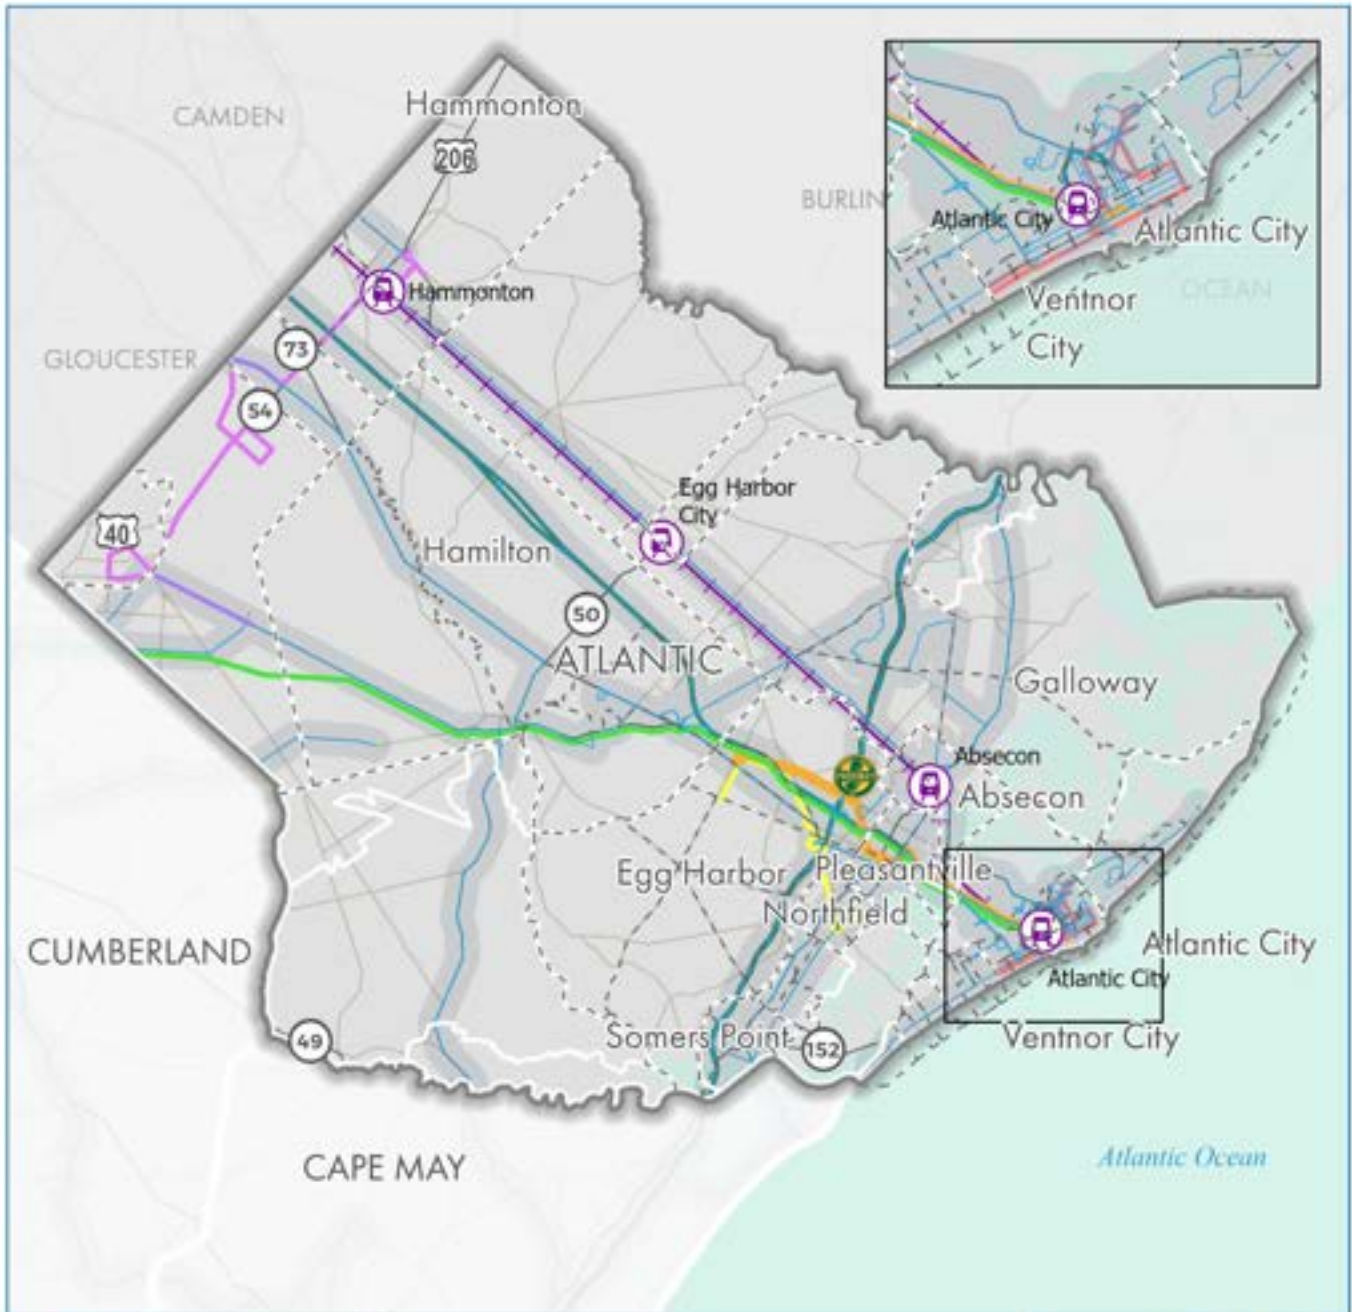 Hammonton
CAMDEN
206
BURLIN
Atlantic City
Atlantic City
OCEAN
Ventnor
City
Hammonton
73
GLOUCESTER
54
Egg Harbor
City
40
Hamilton
50
ATLANTIC
Galloway
Absecon
Absecon
Egg Harbor
Pleasantville
Northfield
CUMBERLAND
Atlantic City
Atlantic City
49
Somers Point
152
Ventnor City
CAPE MAY
Atlantic Ocean